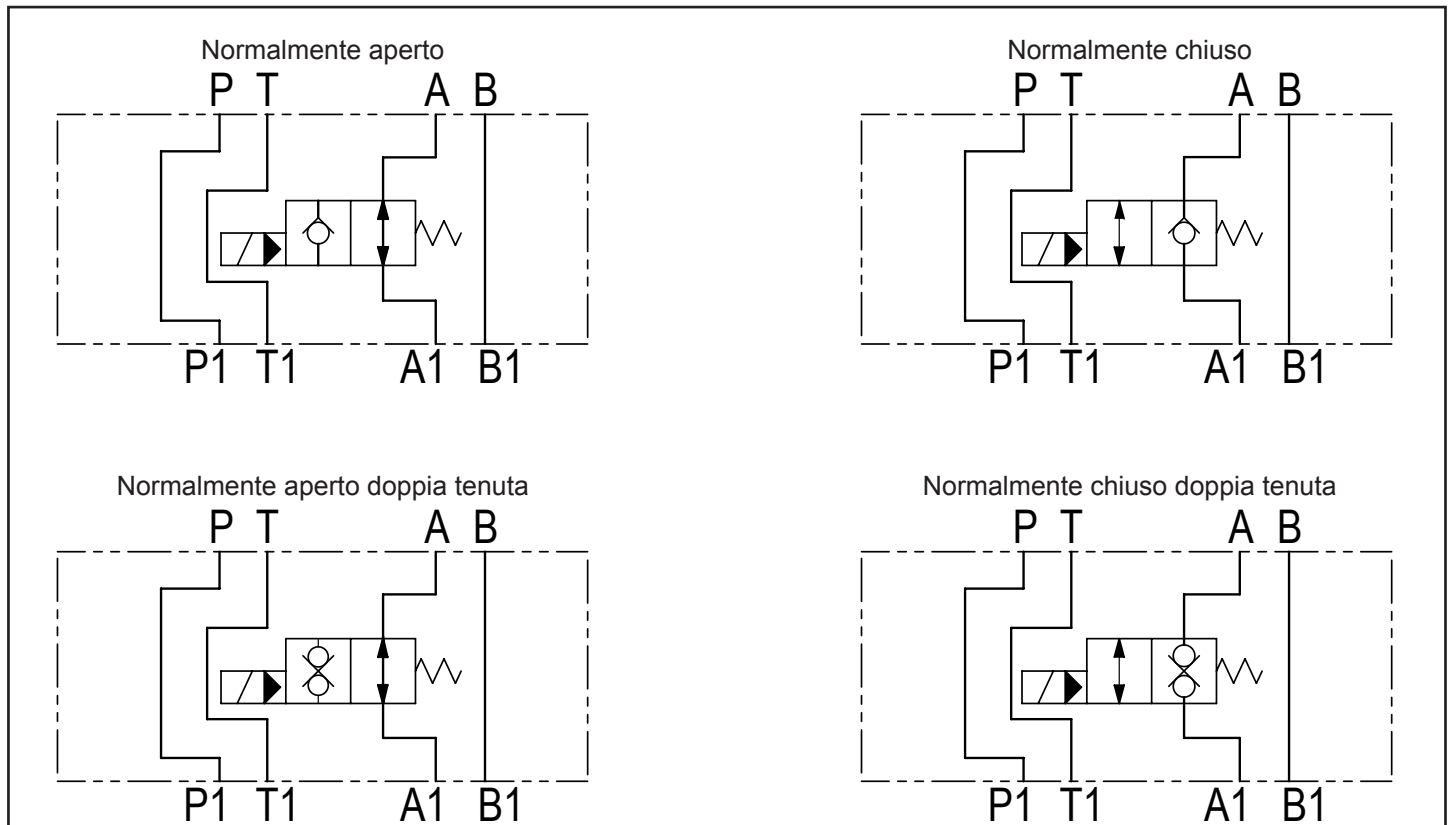 Normalmente aperto
P T A B
P1 T1 A1 B1
Normalmente chiuso
P T A B
P1 T1 A1 B1
Normalmente aperto doppia tenuta
P T A B
P1 T1 A1 B1
Normalmente chiuso doppia tenuta
P T A B
P1 T1 A1 B1